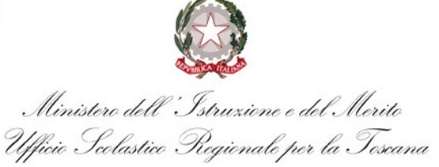 REPVBBLICA ITALIANA
Ministero dell'Istruzione e del Merito
Ufficio Scolastico Regionale per la Toscana